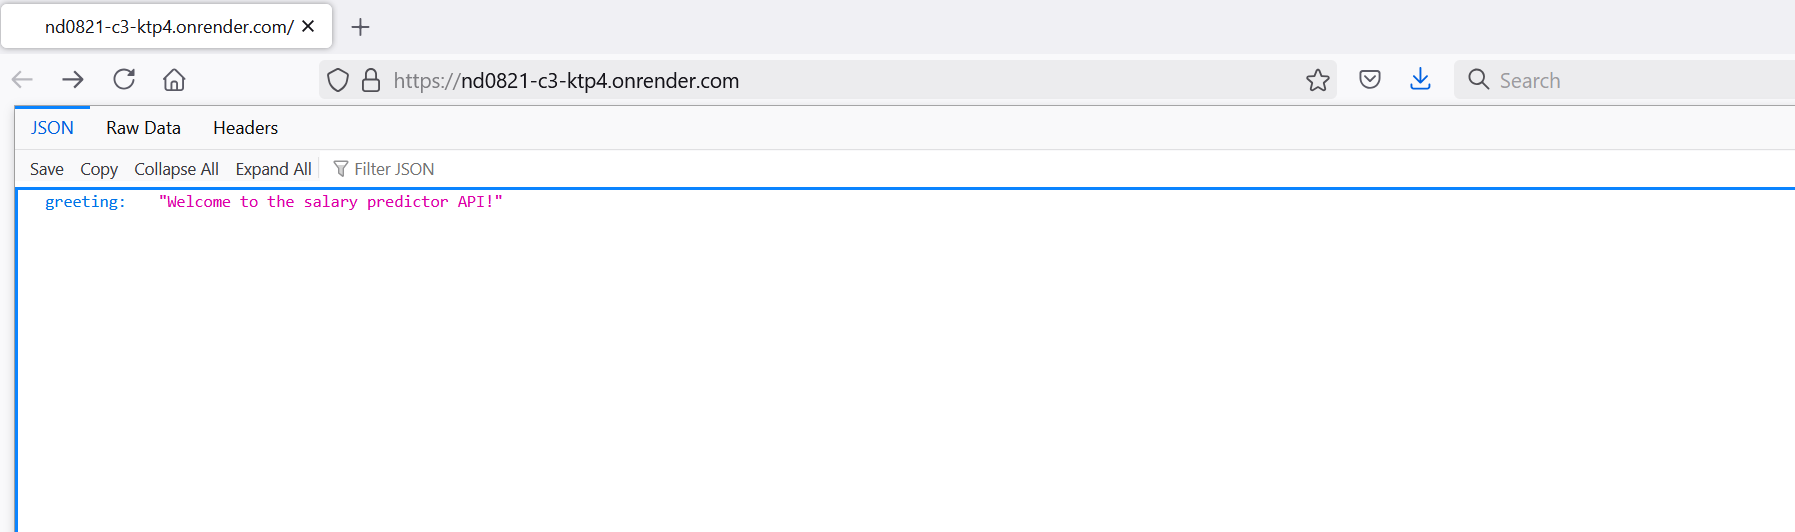 nd0821-c3-ktp4.onrender.com/
https://nd0821-c3-ktp4.onrender.com
Search
JSON Raw Data Headers
Save Copy Collapse All Expand All Filter JSON
greeting: "Welcome to the salary predictor API!"